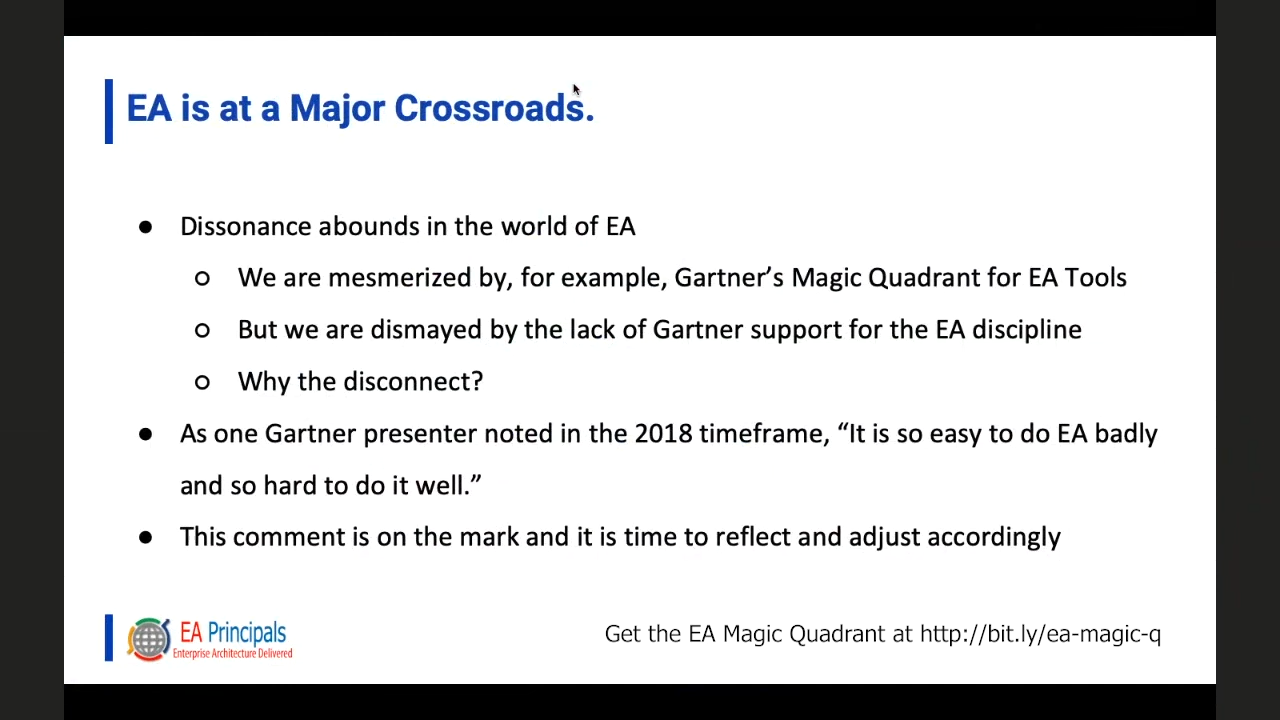 EA is at a Major Crossroads.
● Dissonance abounds in the world of EA
○ We are mesmerized by, for example, Gartner’s Magic Quadrant for EA Tools
○ But we are dismayed by the lack of Gartner support for the EA discipline
○ Why the disconnect?
● As one Gartner presenter noted in the 2018 timeframe, “It is so easy to do EA badly
and so hard to do it well.”
● This comment is on the mark and it is time to reflect and adjust accordingly
EA Principals
Enterprise Architecture Delivered
Get the EA Magic Quadrant at http://bit.ly/ea-magic-q